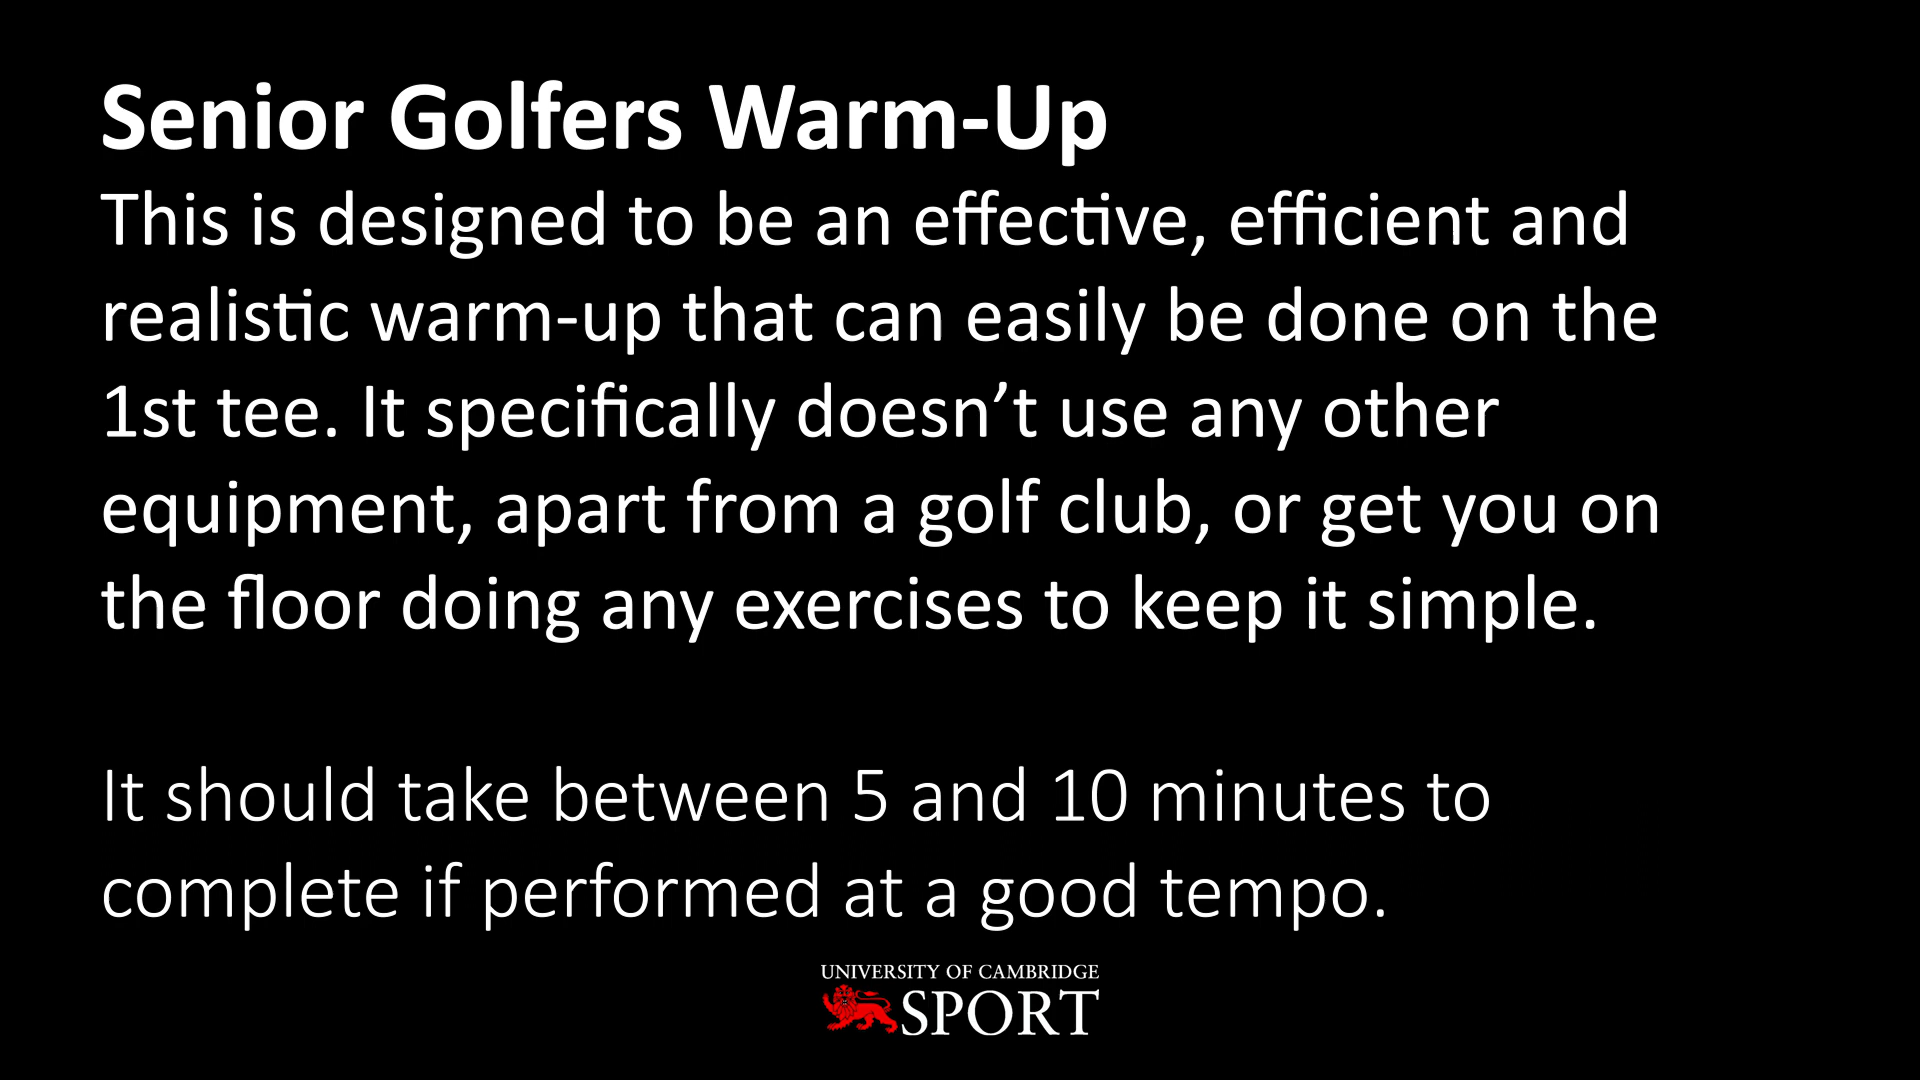 Senior Golfers Warm-Up
This is designed to be an effective, efficient and
realistic warm-up that can easily be done on the
1st tee. It specifically doesn’t use any other
equipment, apart from a golf club, or get you on
the floor doing any exercises to keep it simple.
It should take between 5 and 10 minutes to
complete if performed at a good tempo.
UNIVERSITY OF CAMBRIDGE
SPORT